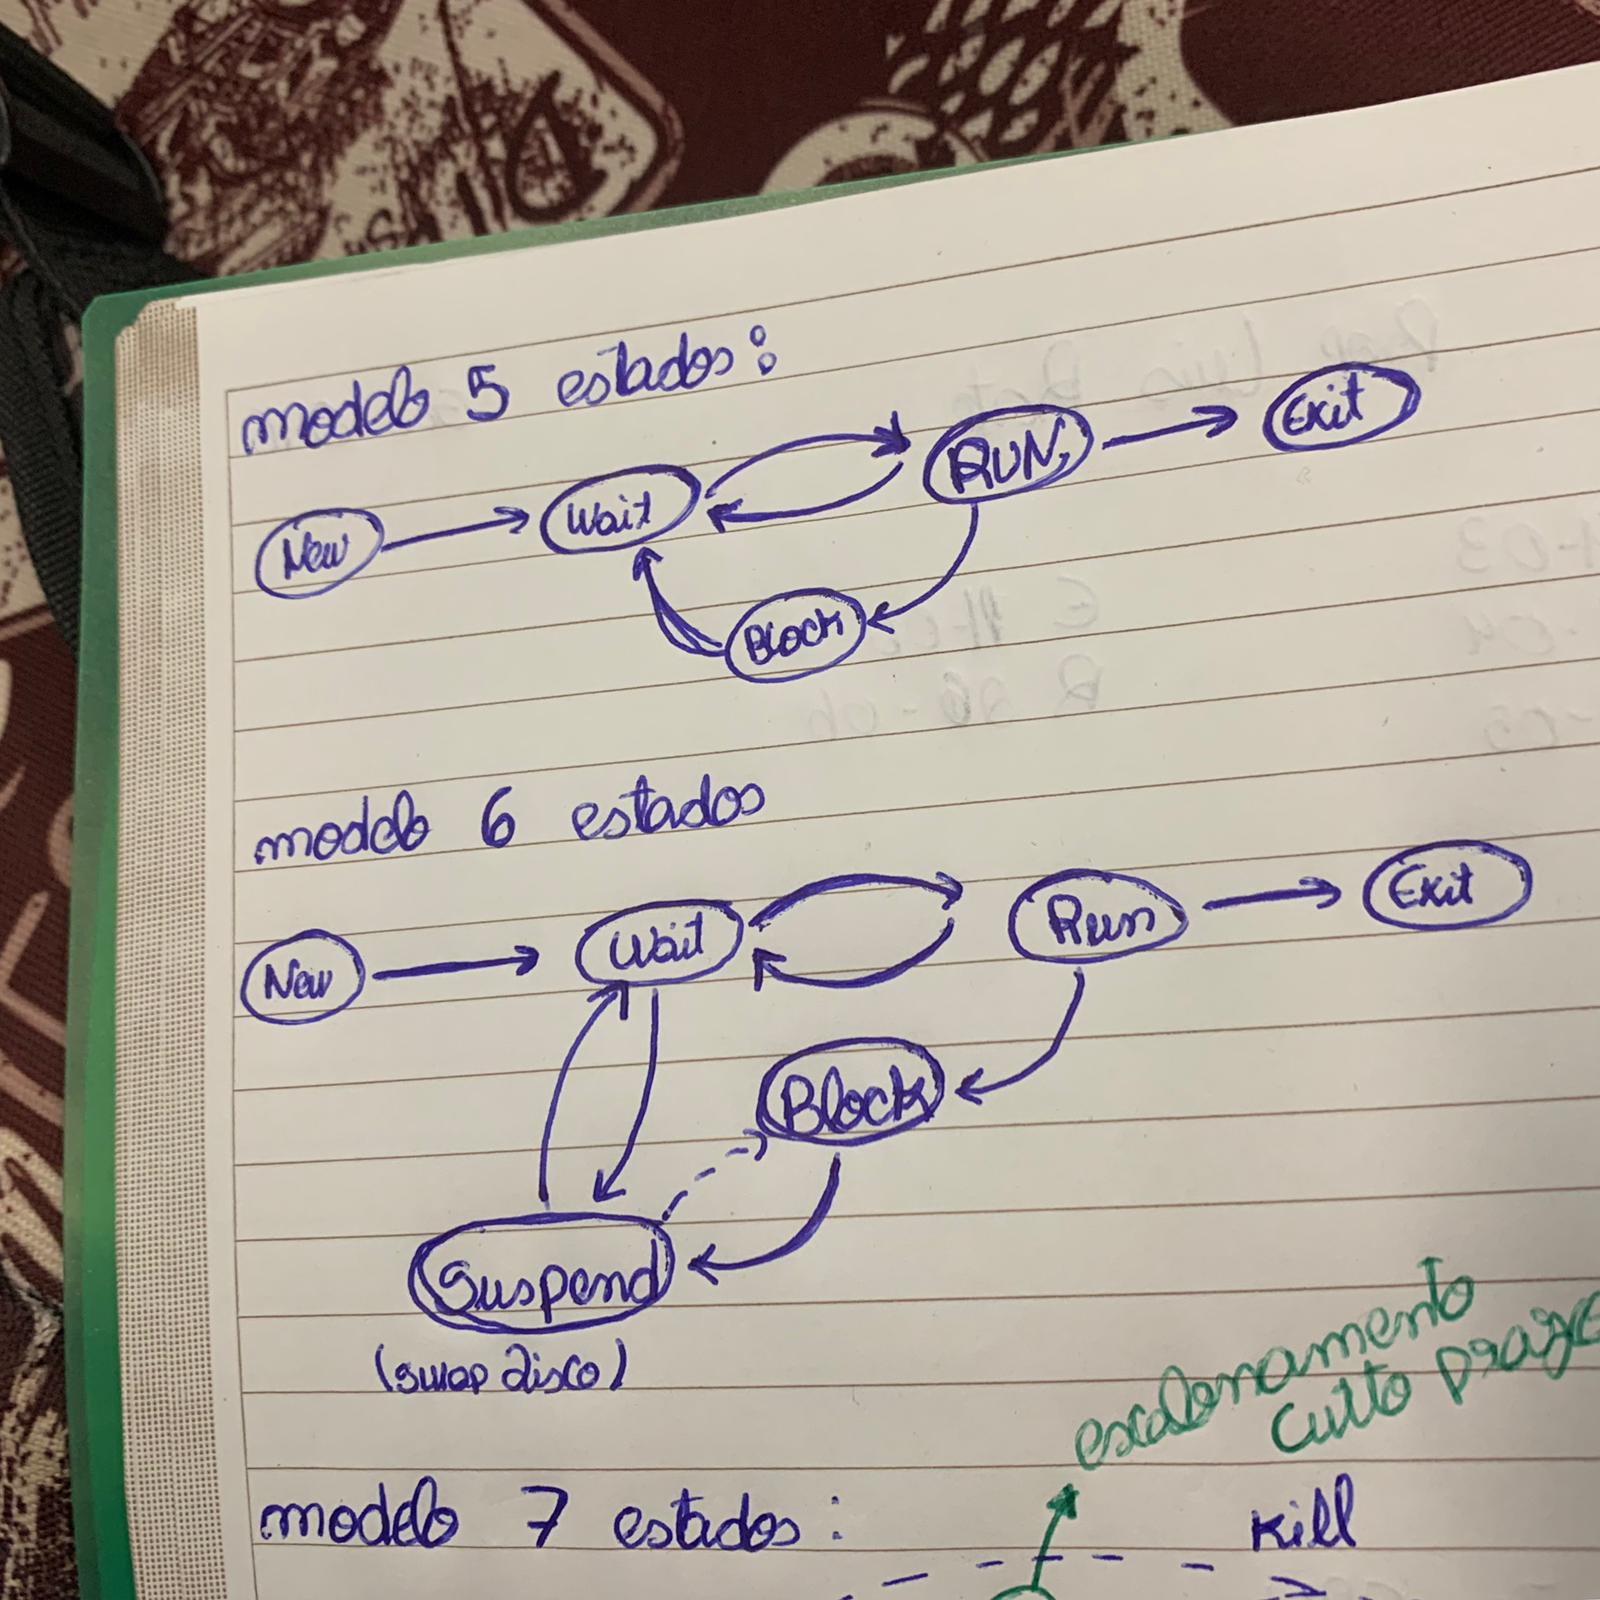 modelo 5 estados:
New
Wait
RUN
Exit
Block
modelo 6 estados
New
Wait
Run
Exit
Block
Suspend
(swap disco)
escalonamento
curto prazo
modelo 7 estados:
Kill